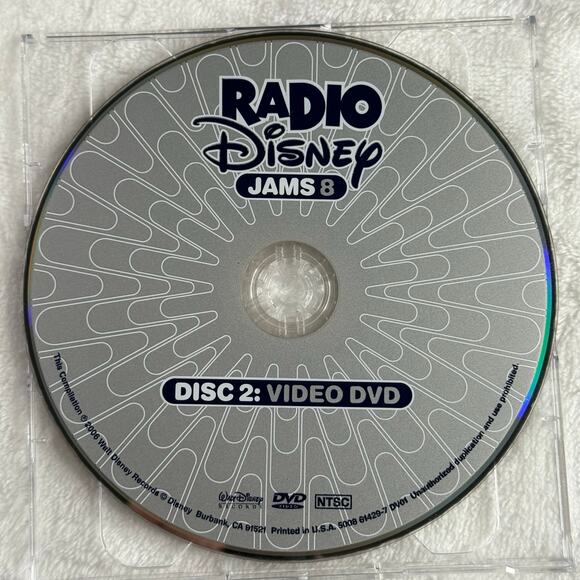 RADIO
Disney
JAMS 8
DISC 2: VIDEO DVD
Walt Disney
RECORDS
DVD
VIDEO
NTSC
This Compilation ℗ 2006 Walt Disney Records © Disney Burbank, CA 91521 Printed in U.S.A. 5008 61429-7 DV01 Unauthorized duplication and use prohibited.